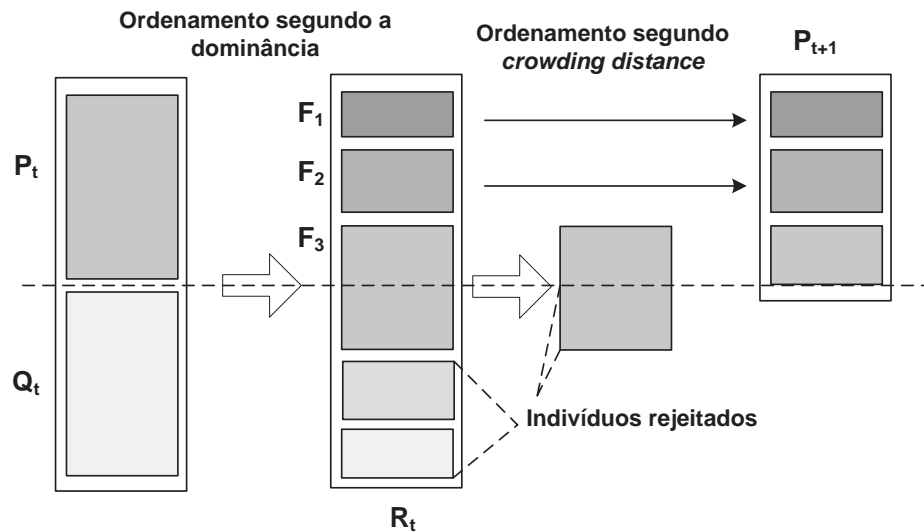 Ordenamento segundo a
dominância
Ordenamento segundo
crowding distance
Pt+1
F1
Pt
F2
F3
Qt
Indivíduos rejeitados
Rt